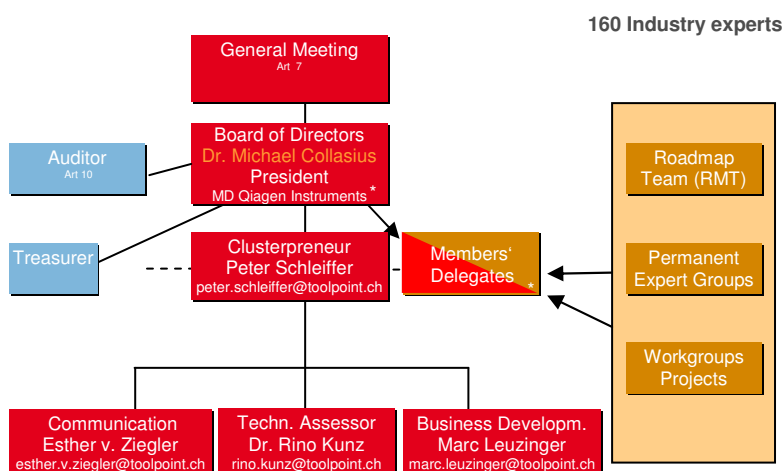 160 Industry experts
General Meeting
Art 7
Board of Directors
Dr. Michael Collasius
President
MD Qiagen Instruments *
Auditor
Art 10
Treasurer
Clusterpreneur
Peter Schleiffer
peter.schleiffer@toolpoint.ch
Members‘
Delegates
*
Roadmap
Team (RMT)
Permanent
Expert Groups
Workgroups
Projects
Communication
Esther v. Ziegler
esther.v.ziegler@toolpoint.ch
Techn. Assessor
Dr. Rino Kunz
rino.kunz@toolpoint.ch
Business Developm.
Marc Leuzinger
marc.leuzinger@toolpoint.ch